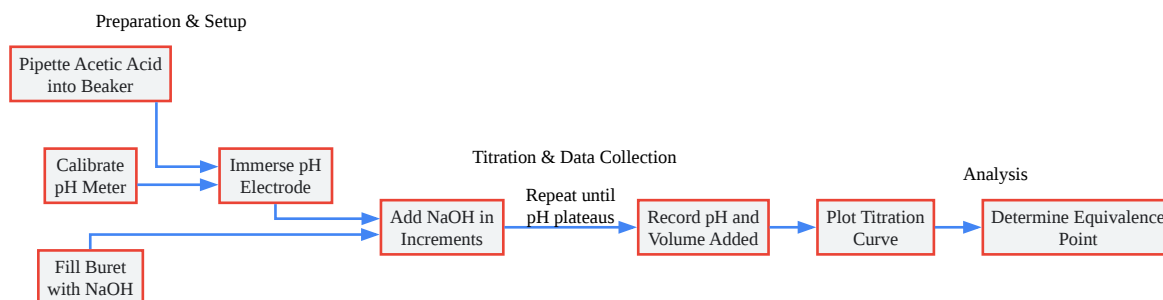 Preparation & Setup
Pipette Acetic Acid
into Beaker
Calibrate
pH Meter
Immerse pH
Electrode
Fill Buret
with NaOH
Titration & Data Collection
Add NaOH in
Increments
Repeat until
pH plateaus
Record pH and
Volume Added
Plot Titration
Curve
Analysis
Determine Equivalence
Point